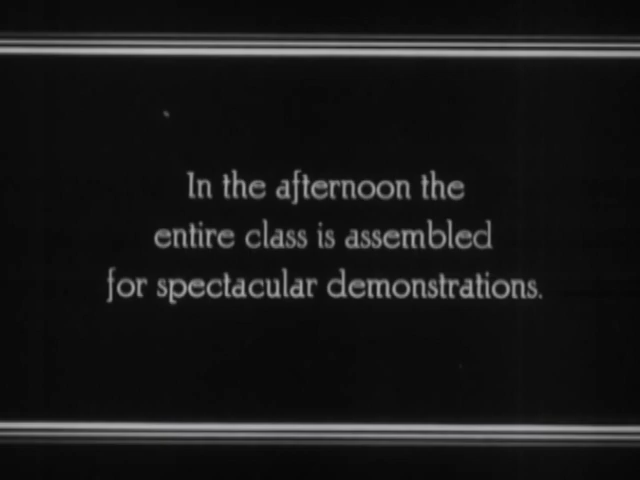 In the afternoon the
entire class is assembled
for spectacular demonstrations.